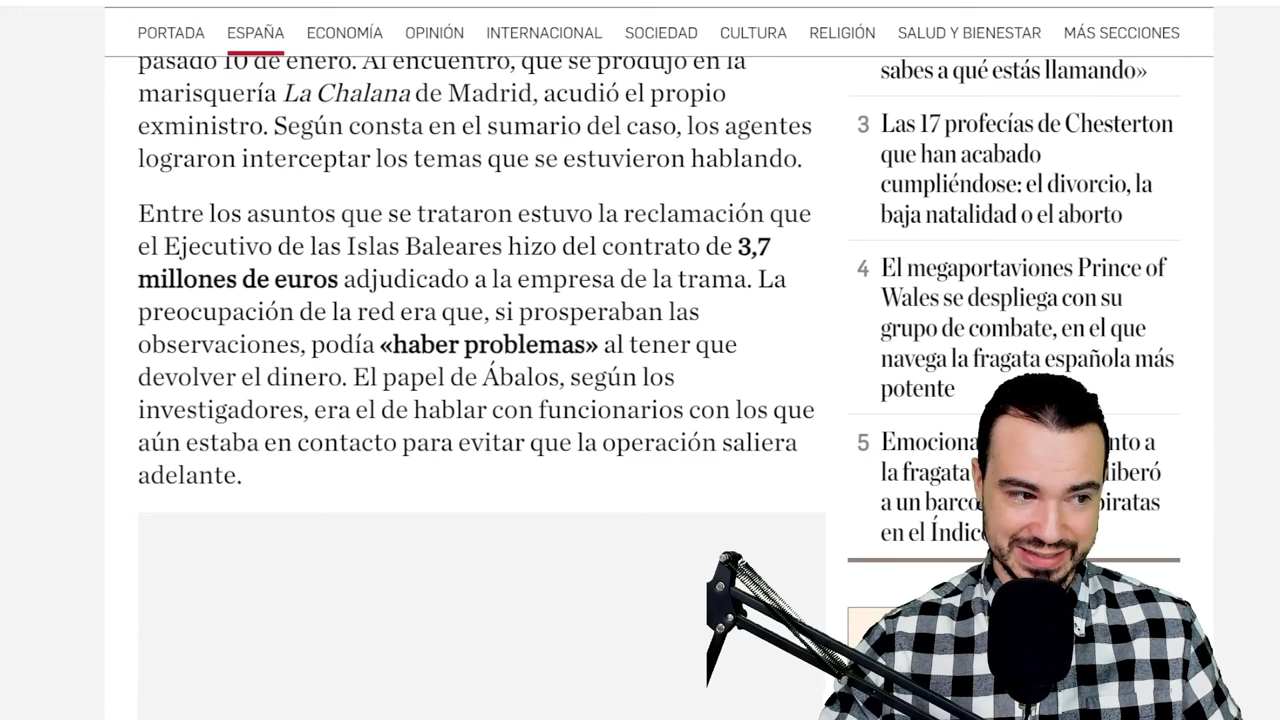 PORTADA ESPAÑA ECONOMÍA OPINIÓN INTERNACIONAL SOCIEDAD CULTURA RELIGIÓN SALUD Y BIENESTAR MÁS SECCIONES
pasado 10 de enero. Al encuentro, que se produjo en la
marisquería La Chalana de Madrid, acudió el propio
exministro. Según consta en el sumario del caso, los agentes
lograron interceptar los temas que se estuvieron hablando.
Entre los asuntos que se trataron estuvo la reclamación que
el Ejecutivo de las Islas Baleares hizo del contrato de 3,7
millones de euros adjudicado a la empresa de la trama. La
preocupación de la red era que, si prosperaban las
observaciones, podía «haber problemas» al tener que
devolver el dinero. El papel de Ábalos, según los
investigadores, era el de hablar con funcionarios con los que
aún estaba en contacto para evitar que la operación saliera
adelante.
sabes a qué estás llamando»
3 Las 17 profecías de Chesterton
que han acabado
cumpliéndose: el divorcio, la
baja natalidad o el aborto
4 El megaportaviones Prince of
Wales se despliega con su
grupo de combate, en el que
navega la fragata española más
potente
5 a
la fragata
a un
en el